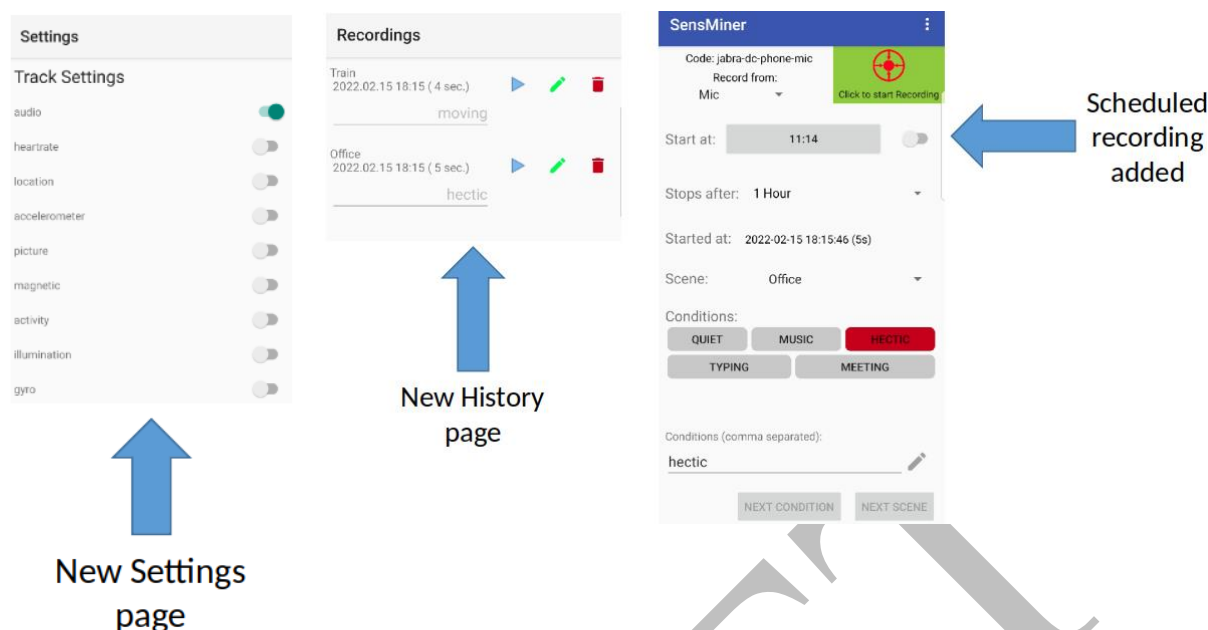 Settings
Track Settings
audio
heartrate
location
accelerometer
picture
magnetic
activity
illumination
gyro
New Settings
page
Recordings
Train
2022.02.15 18:15 ( 4 sec.)
moving
Office
2022.02.15 18:15 ( 5 sec.)
hectic
New History
page
SensMiner
Code: jabra-dc-phone-mic
Record from:
Mic
Click to start Recording
Start at: 11:14
Stops after: 1 Hour
Started at: 2022-02-15 18:15:46 (5s)
Scene: Office
Conditions:
QUIET MUSIC HECTIC
TYPING MEETING
Conditions (comma separated):
hectic
NEXT CONDITION NEXT SCENE
Scheduled
recording
added